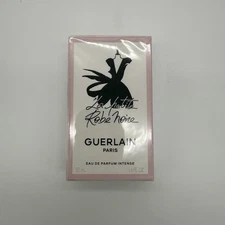 La Petite
Robe Noire
GUERLAIN
PARIS
EAU DE PARFUM INTENSE